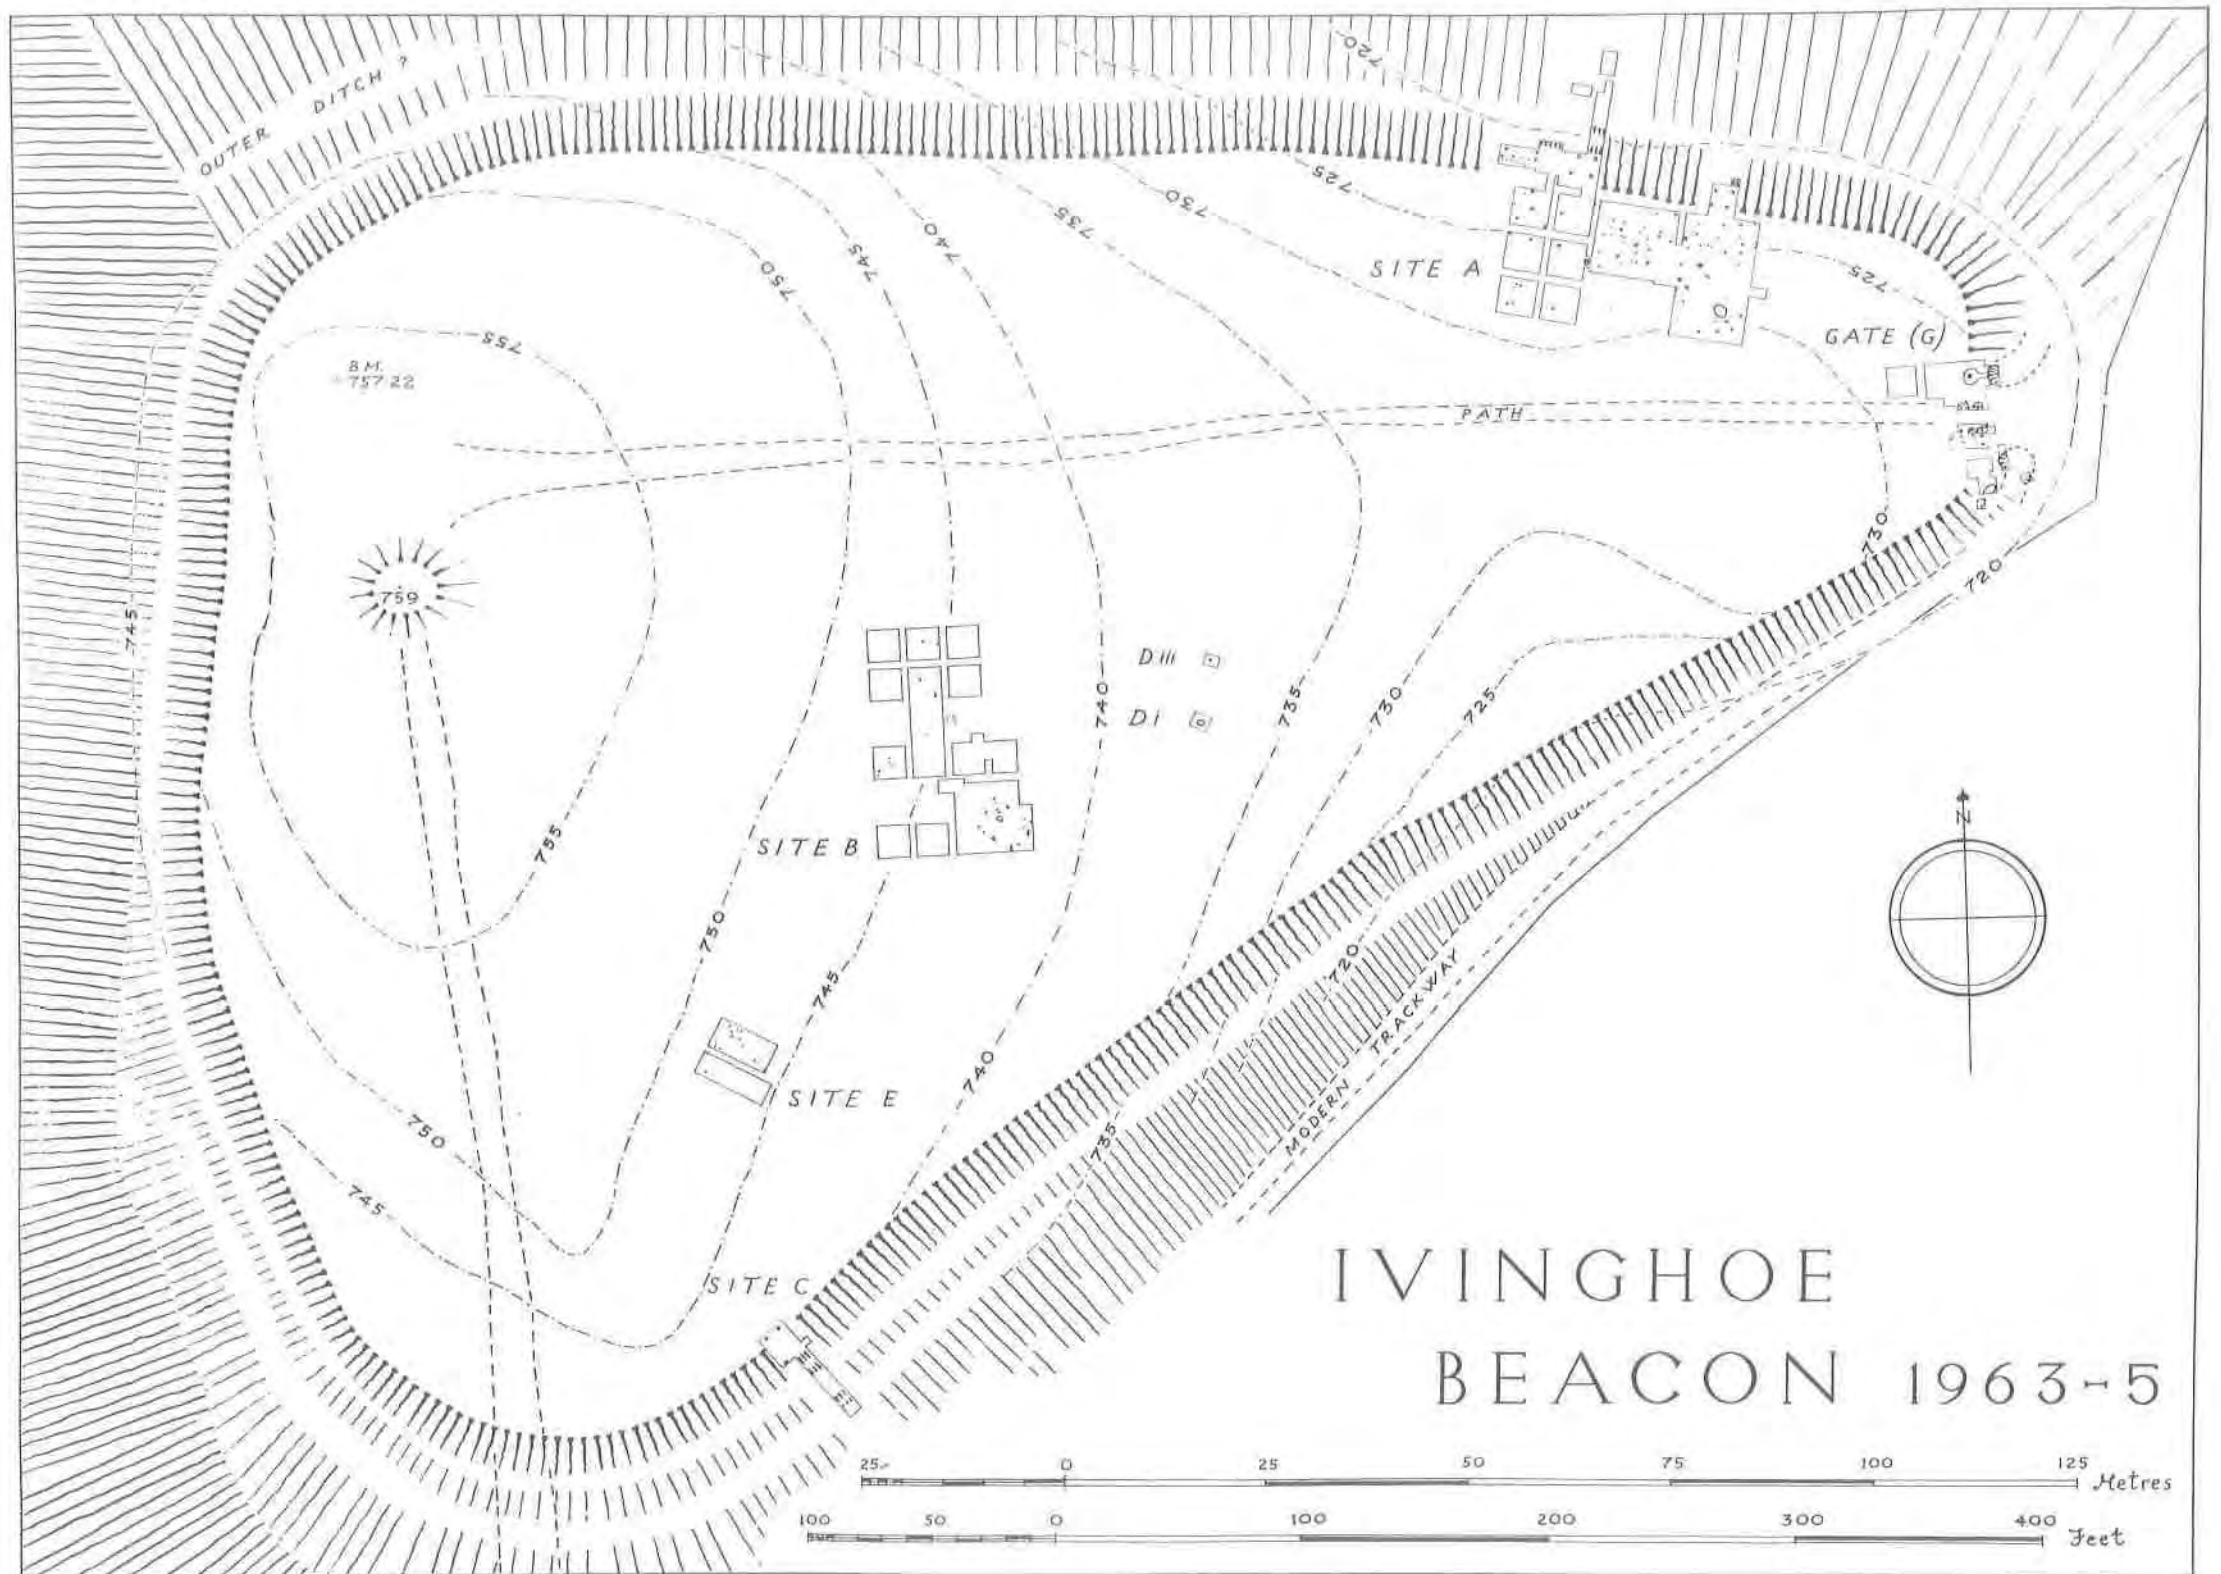 720
OUTER DITCH ?
725
730
735
740
745
750
SITE A
725
GATE (G)
755
B M.
757.22
PATH
730
720
759
745
D III
D I
740
735
730
725
SITE B
755
N
750
745
720
MODERN TRACKWAY
SITE E
740
750
735
745
SITE C
IVINGHOE
BEACON 1963-5
25 0 25 50 75 100 125 Metres
100 50 0 100 200 300 400 Feet